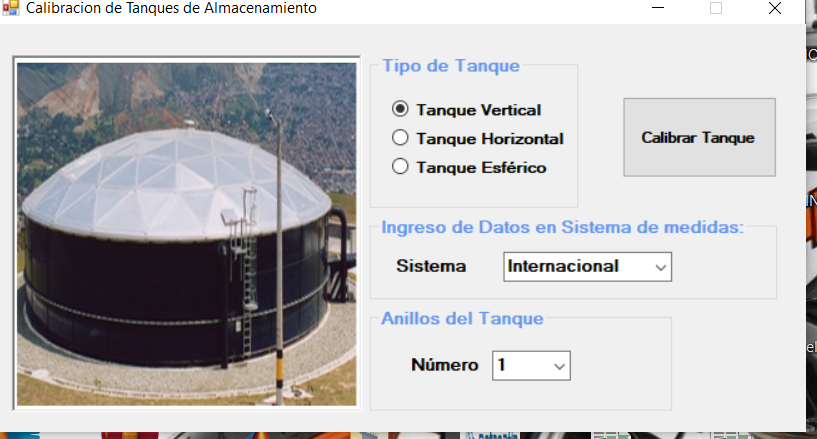 Calibracion de Tanques de Almacenamiento
Tipo de Tanque
Tanque Vertical
Tanque Horizontal
Tanque Esférico
Calibrar Tanque
Ingreso de Datos en Sistema de medidas:
Sistema Internacional
Anillos del Tanque
Número 1